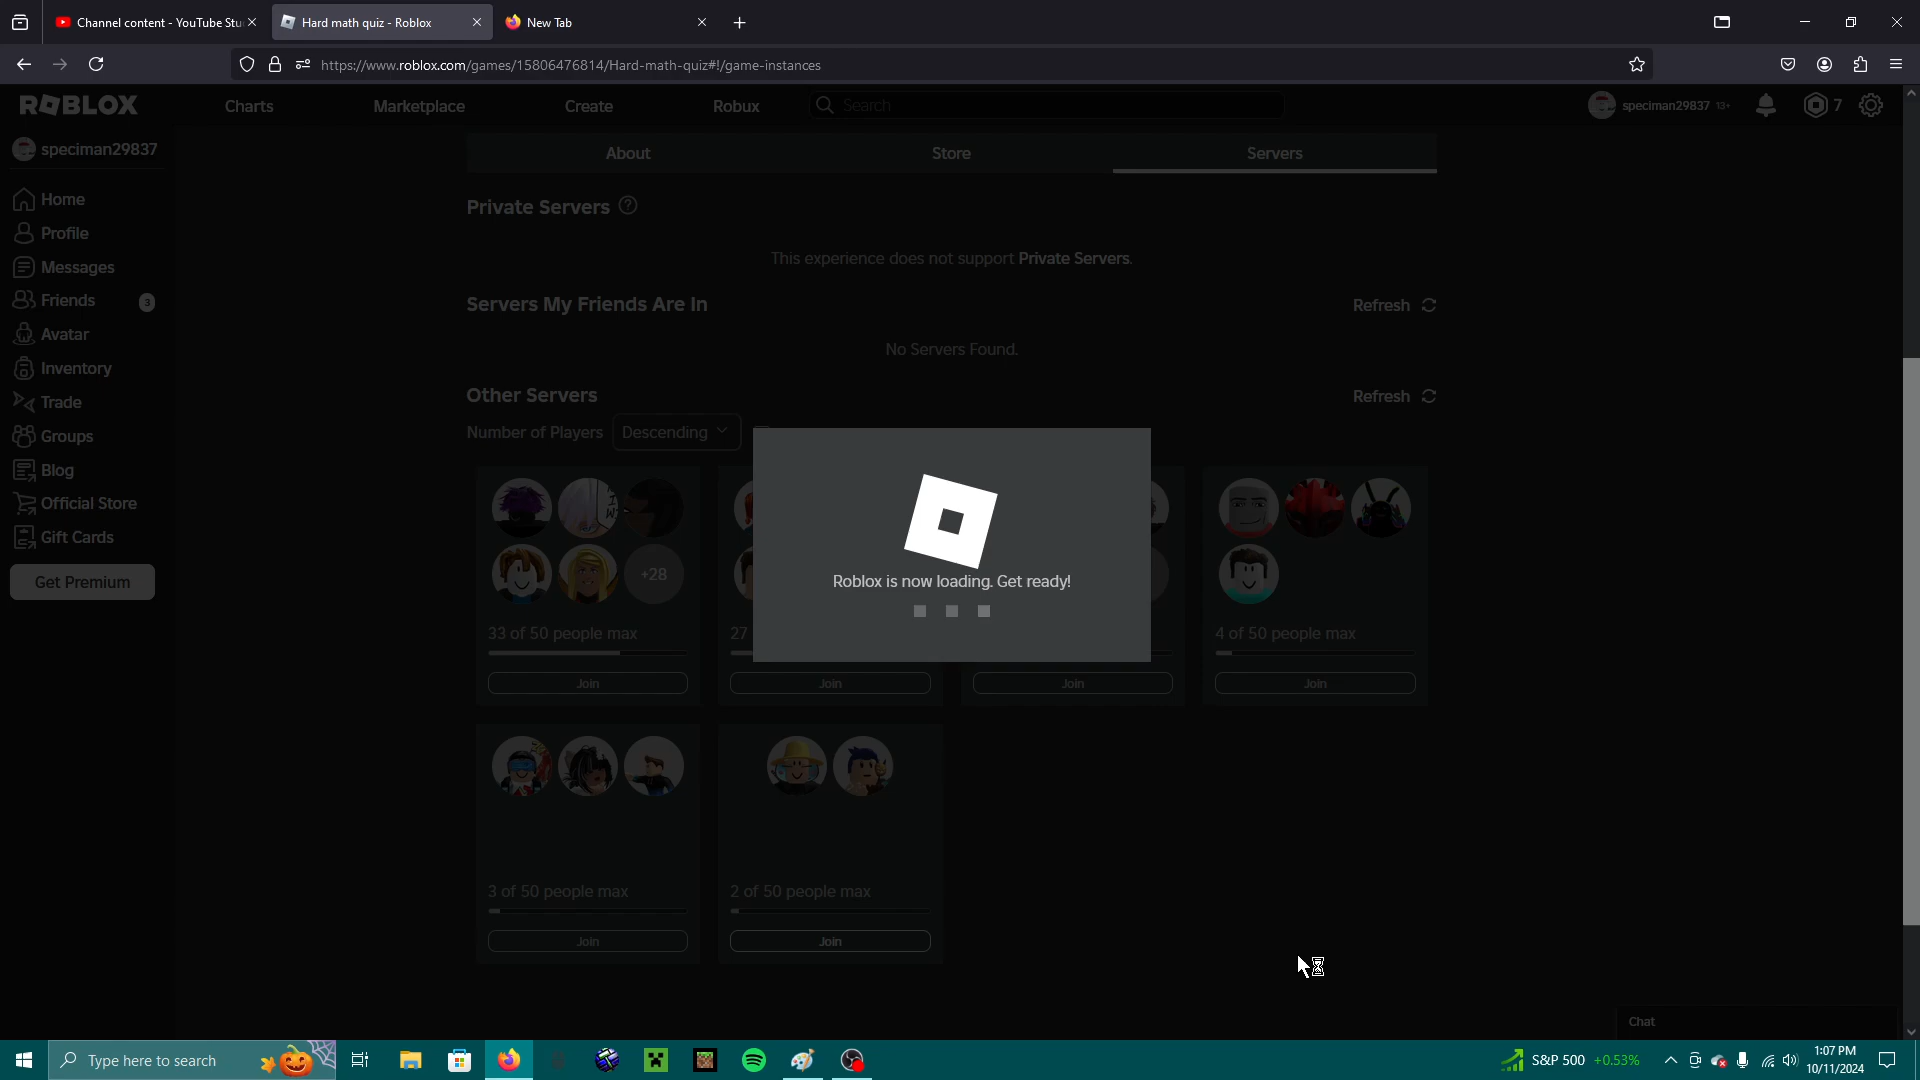 Channel content - YouTube Stu
Hard math quiz - Roblox
New Tab
https://www.roblox.com/games/15806476814/Hard-math-quiz#!/game-instances
ROBLOX
Charts
Marketplace
Create
Robux
Search
speciman29837 13+
7
speciman29837
Home
Profile
Messages
Friends 3
Avatar
Inventory
Trade
Groups
Blog
Official Store
Gift Cards
Get Premium
About
Store
Servers
Private Servers
This experience does not support Private Servers.
Servers My Friends Are In
Refresh
No Servers Found.
Other Servers
Refresh
Number of Players
Descending
Roblox is now loading. Get ready!
+28
33 of 50 people max
27
4 of 50 people max
Join
Join
Join
Join
3 of 50 people max
2 of 50 people max
Join
Join
Chat
Type here to search
S&P 500 +0.53%
1:07 PM
10/11/2024